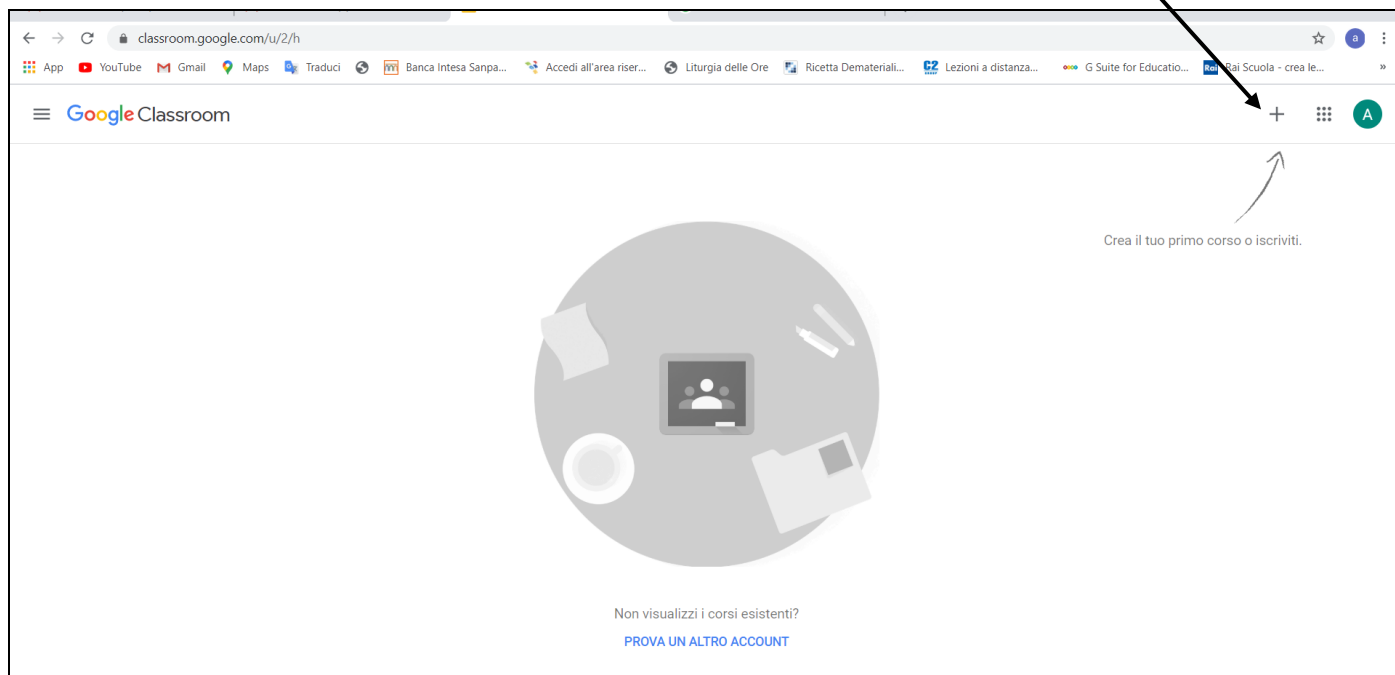 classroom.google.com/u/2/h
a
App YouTube Gmail Maps Traduci Banca Intesa Sanpa... Accedi all'area riser... Liturgia delle Ore Ricetta Demateriali... C2 Lezioni a distanza... G Suite for Educatio... Rai Rai Scuola - crea le... »
Google Classroom
A
Crea il tuo primo corso o iscriviti.
Non visualizzi i corsi esistenti?
PROVA UN ALTRO ACCOUNT